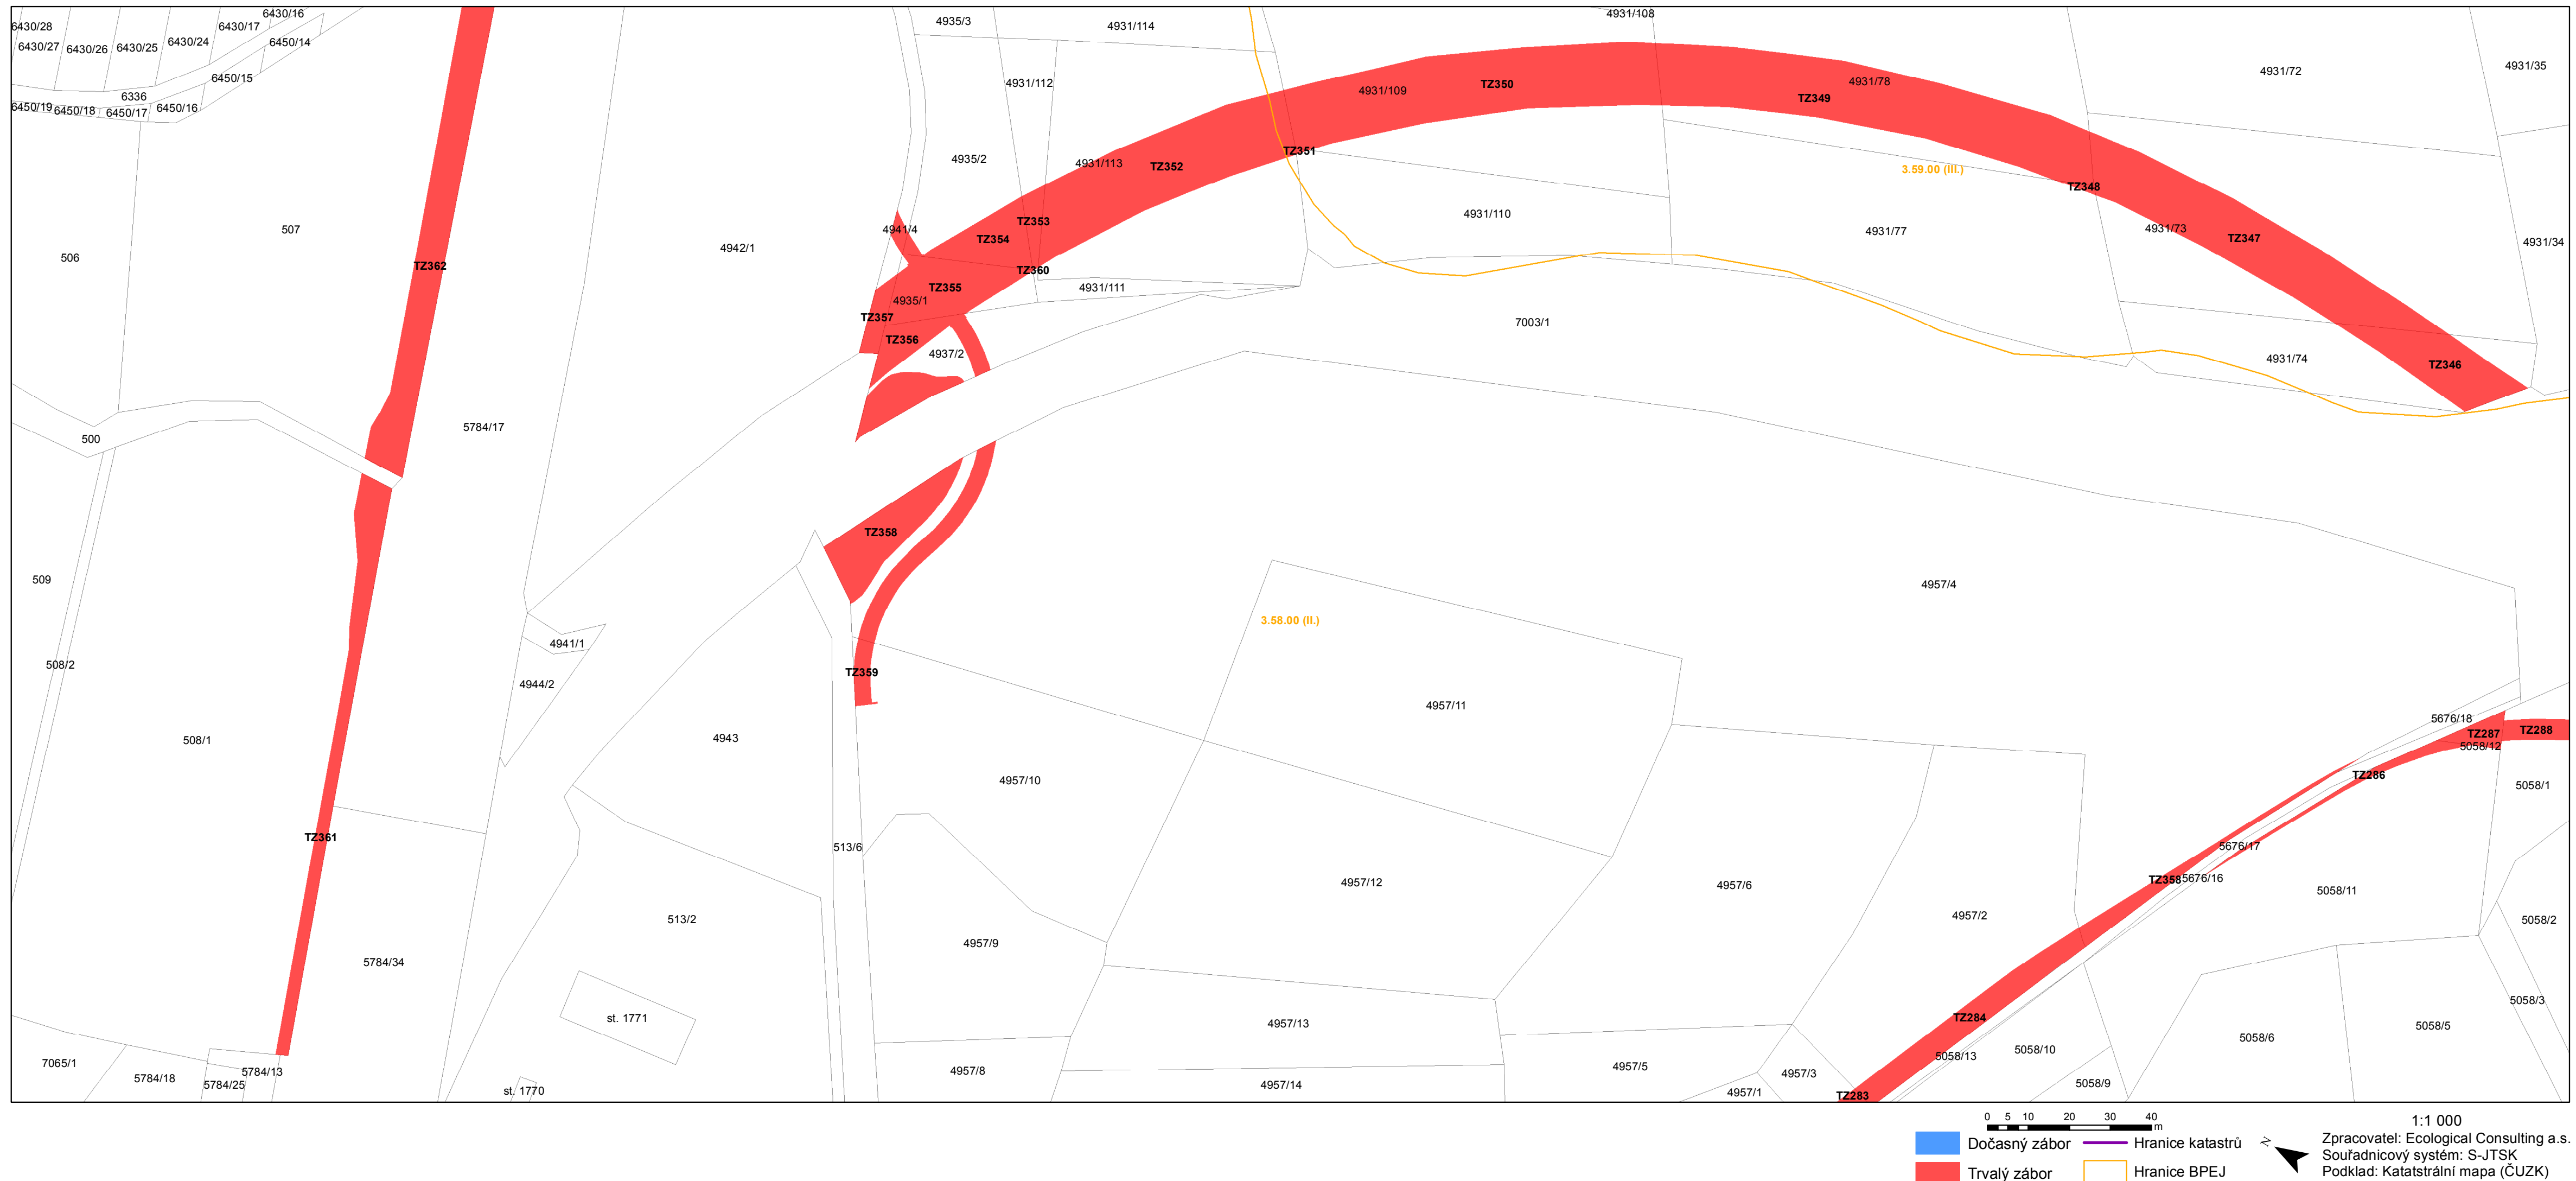 6430/16
6430/28
6430/17
6430/27
6430/26
6430/25
6430/24
6450/14
6450/15
6336
6450/19
6450/18
6450/17
6450/16
4935/3
4931/114
4931/108
4931/112
4931/109
TZ350
TZ349
4931/78
4931/72
4931/35
4935/2
4931/113
TZ352
TZ351
3.59.00 (III.)
TZ348
506
507
TZ362
4942/1
4941/4
TZ353
TZ354
TZ360
4931/110
4931/77
4931/73
TZ347
4931/34
TZ355
4935/1
4931/111
TZ357
TZ356
4937/2
7003/1
4931/74
TZ346
500
5784/17
TZ358
509
4957/4
3.58.00 (II.)
4941/1
508/2
4944/2
TZ359
4957/11
508/1
4943
5676/18
TZ287
TZ288
5058/12
4957/10
TZ286
5058/1
TZ361
513/6
5676/17
4957/12
4957/6
TZ358
5676/16
5058/11
513/2
4957/2
5058/2
4957/9
5784/34
st. 1771
4957/13
TZ284
5058/3
5058/6
5058/5
7065/1
5784/18
5784/25
5784/13
st. 1770
4957/8
4957/14
4957/5
4957/3
4957/1
5058/13
5058/10
5058/9
TZ283
0 5 10 20 30 40
m
1:1 000
Dočasný zábor
Hranice katastrů
N
Zpracovatel: Ecological Consulting a.s.
Souřadnicový systém: S-JTSK
Trvalý zábor
Hranice BPEJ
Podklad: Katatstrální mapa (ČUZK)